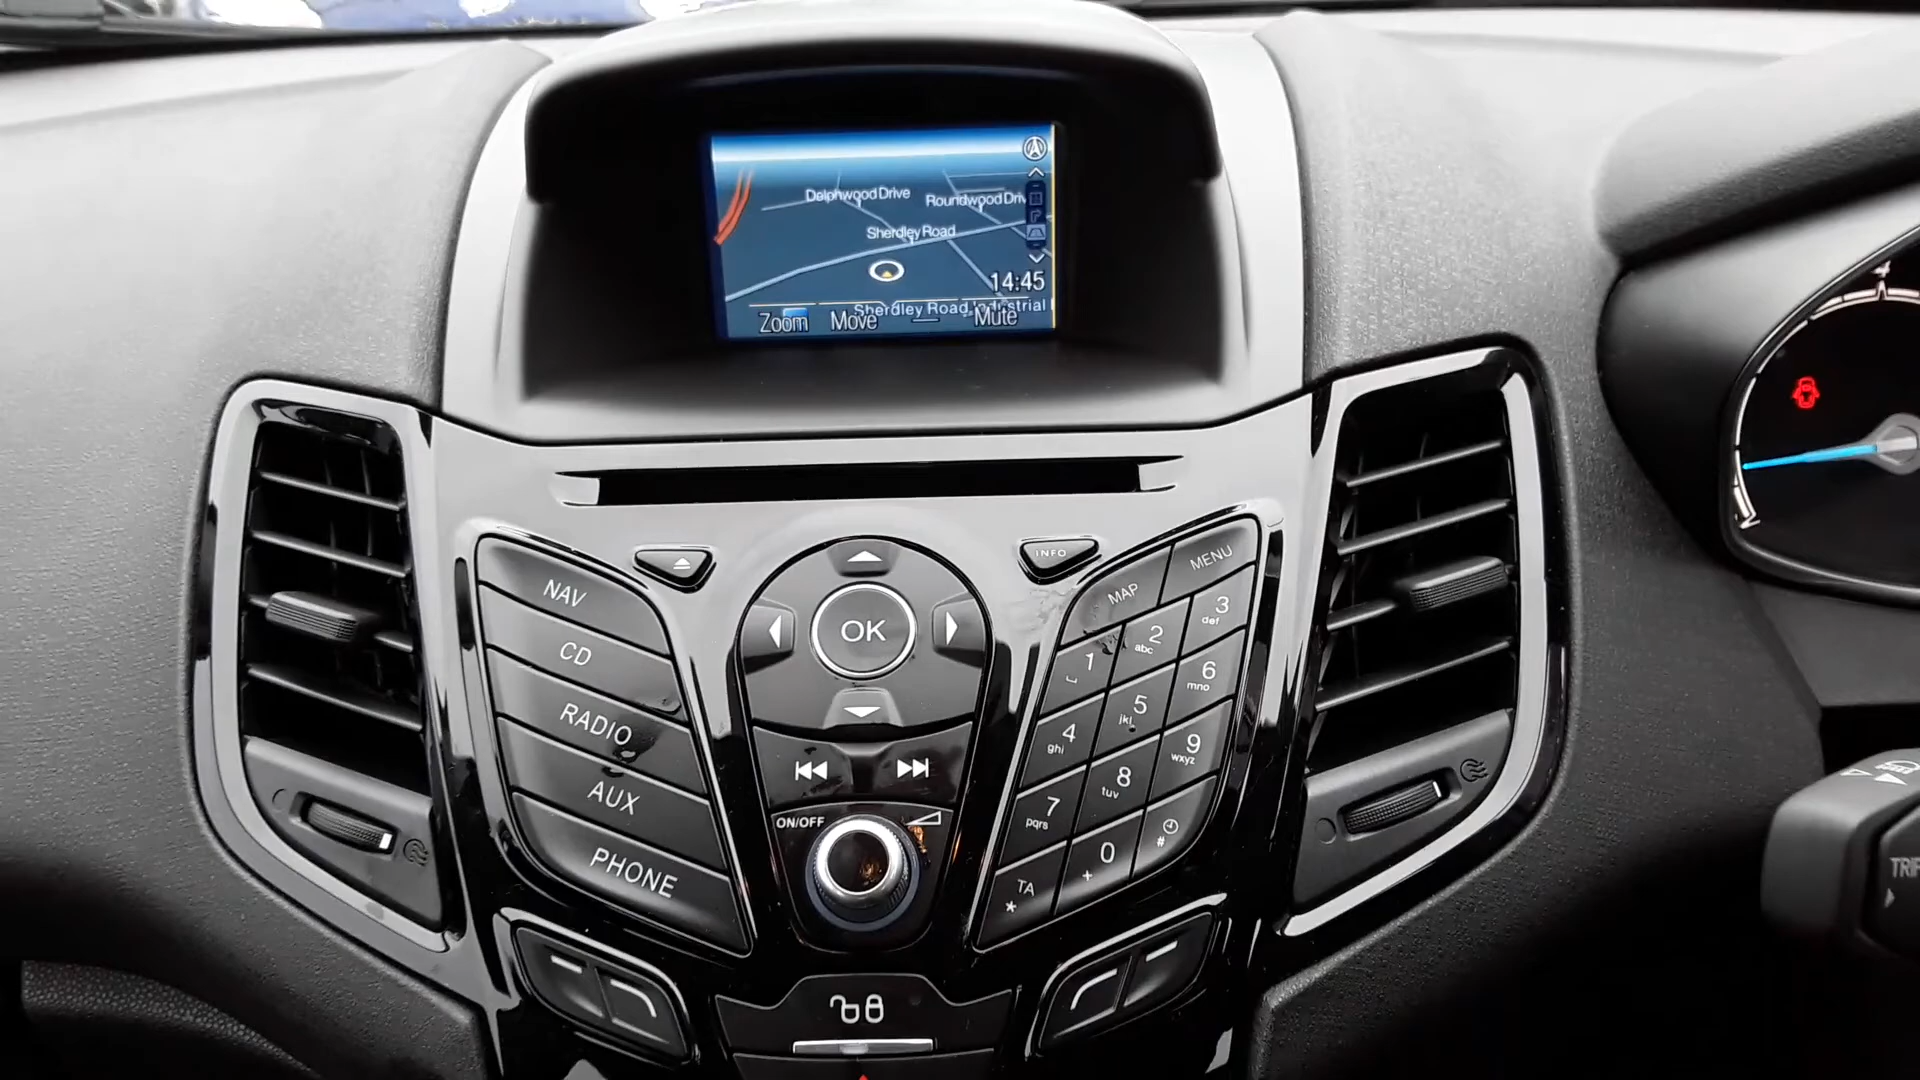 Delphwood Drive
Roundwood Driv
Sherdley Road
14:45
Sherdley Road Industrial
Zoom Move Mute
INFO
NAV
CD
RADIO
AUX
PHONE
OK
ON/OFF
MAP
MENU
1
2 abc
3 def
4 ghi
5 jkl
6 mno
7 pqrs
8 tuv
9 wxyz
TA *
0 +
#
TRIP